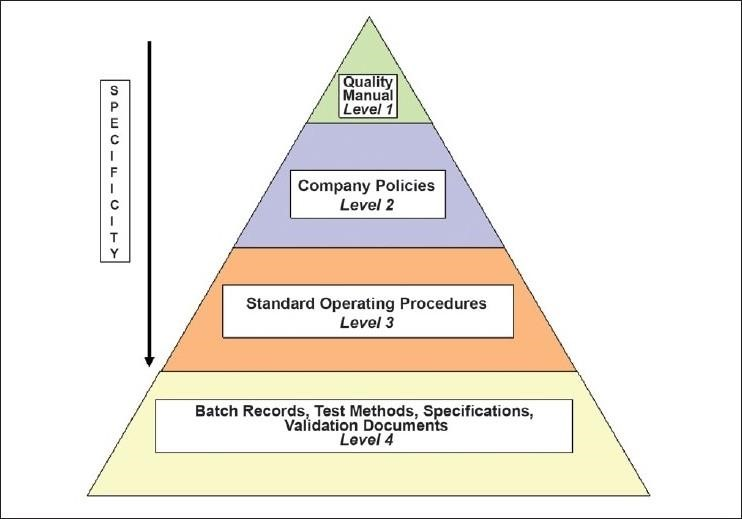 SPECIFICITY
Quality
Manual
Level 1
Company Policies
Level 2
Standard Operating Procedures
Level 3
Batch Records, Test Methods, Specifications,
Validation Documents
Level 4